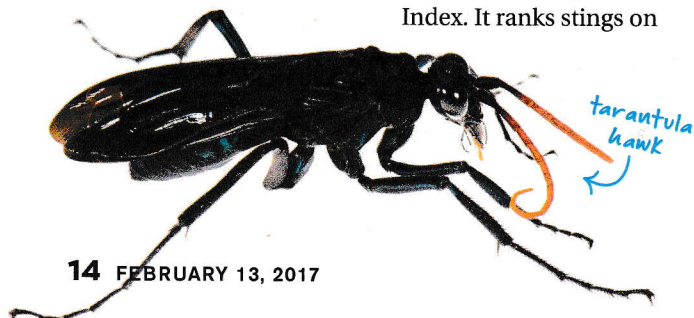 Index. It ranks stings on
tarantula
hawk
14 FEBRUARY 13, 2017